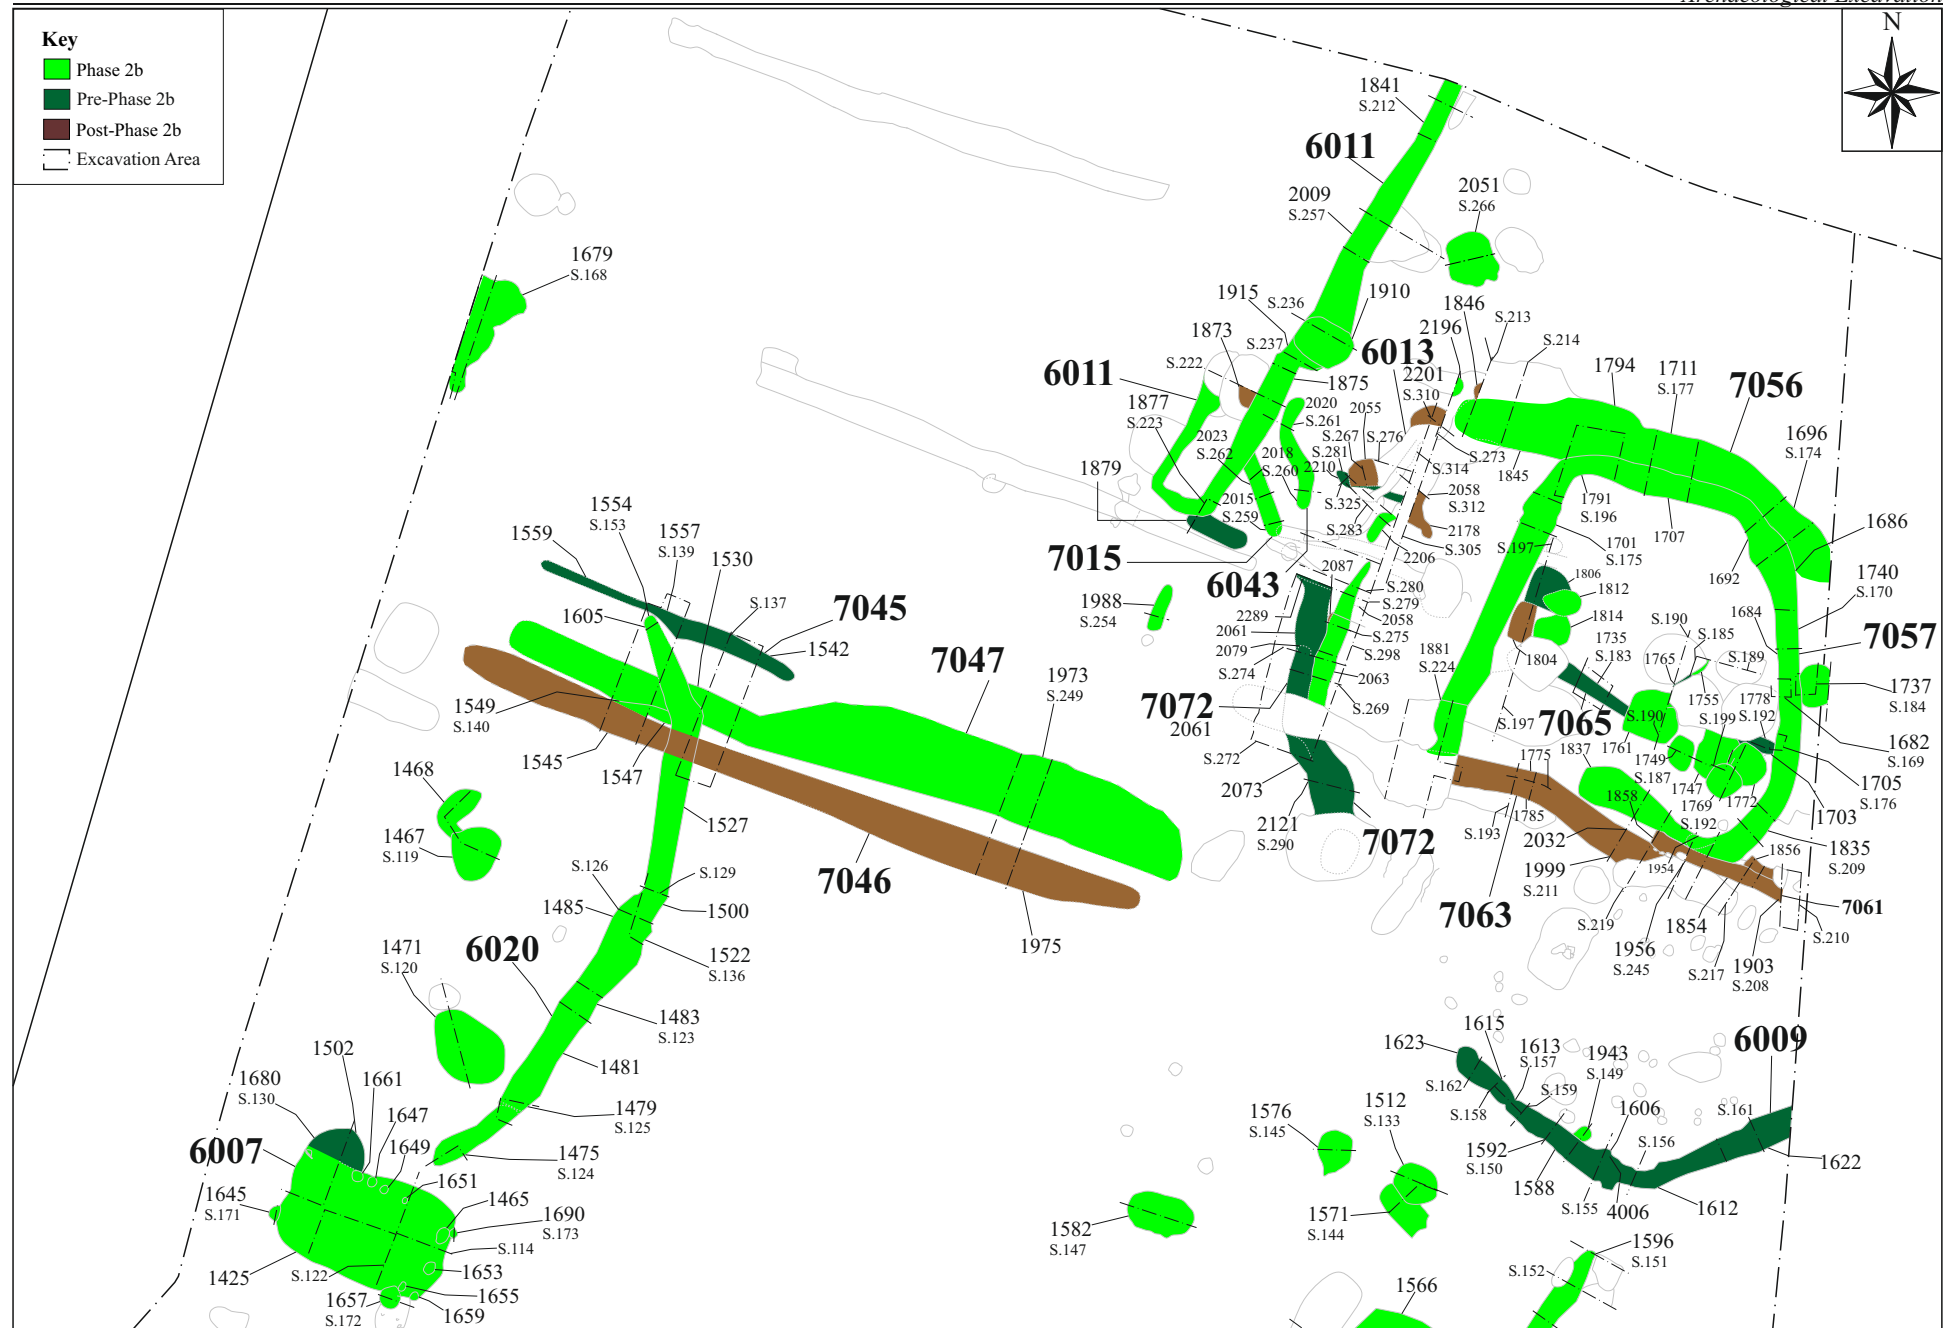 Archaeological Excavation
Key
Phase 2b
Pre-Phase 2b
Post-Phase 2b
Excavation Area
N
1841
S.212
6011
2009
S.257
2051
S.266
1679
S.168
1915
S.236
1910
1846
S.213
1873
S.237
2196
S.214
S.222
6013
6011
1875
2201
S.310
1794
1711
S.177
7056
1877
S.223
2020
S.261
2055
S.267
S.276
1696
S.174
2023
S.262
2018
S.260
S.281
2210
S.273
S.314
1845
1879
2015
S.259
S.325
2058
S.312
1791
S.196
1554
S.153
1557
S.139
1530
S.283
2178
S.305
1707
1686
1559
S.197
1701
S.175
7015
6043
2087
2206
1692
1740
S.170
S.137
1988
S.254
S.280
S.279
1806
1812
1605
7045
2289
2058
1814
S.190
1684
7057
2061
S.275
S.185
1542
2079
S.298
1735
S.183
S.189
7047
S.274
2063
1881
S.224
1804
1765
1973
S.249
1755
1778
S.192
1737
S.184
1549
S.140
7072
2061
S.269
S.197
7065
S.190
S.199
1545
1547
S.272
1837
1761
1749
S.187
1682
S.169
1468
2073
1775
1858
1747
1769
S.192
1772
1705
S.176
1703
1527
2121
S.290
7072
S.193
1785
2032
1467
S.119
7046
1999
S.211
1954
1856
1835
S.209
S.126
S.129
1485
1500
7063
7061
1471
S.120
6020
1522
S.136
1975
S.219
1956
S.245
1854
S.217
1903
S.208
S.210
1483
S.123
1502
1481
1623
1615
1613
S.157
1943
S.149
6009
1680
S.130
1661
S.162
S.159
1647
1479
S.125
S.158
1606
S.161
1649
1576
S.145
1512
S.133
S.156
6007
1475
S.124
1592
S.150
1622
1651
1588
1645
S.171
1465
S.155
4006
1612
1690
S.173
1582
S.147
1571
S.144
S.114
1596
S.151
1425
S.122
1653
S.152
1657
S.172
1655
1659
1566